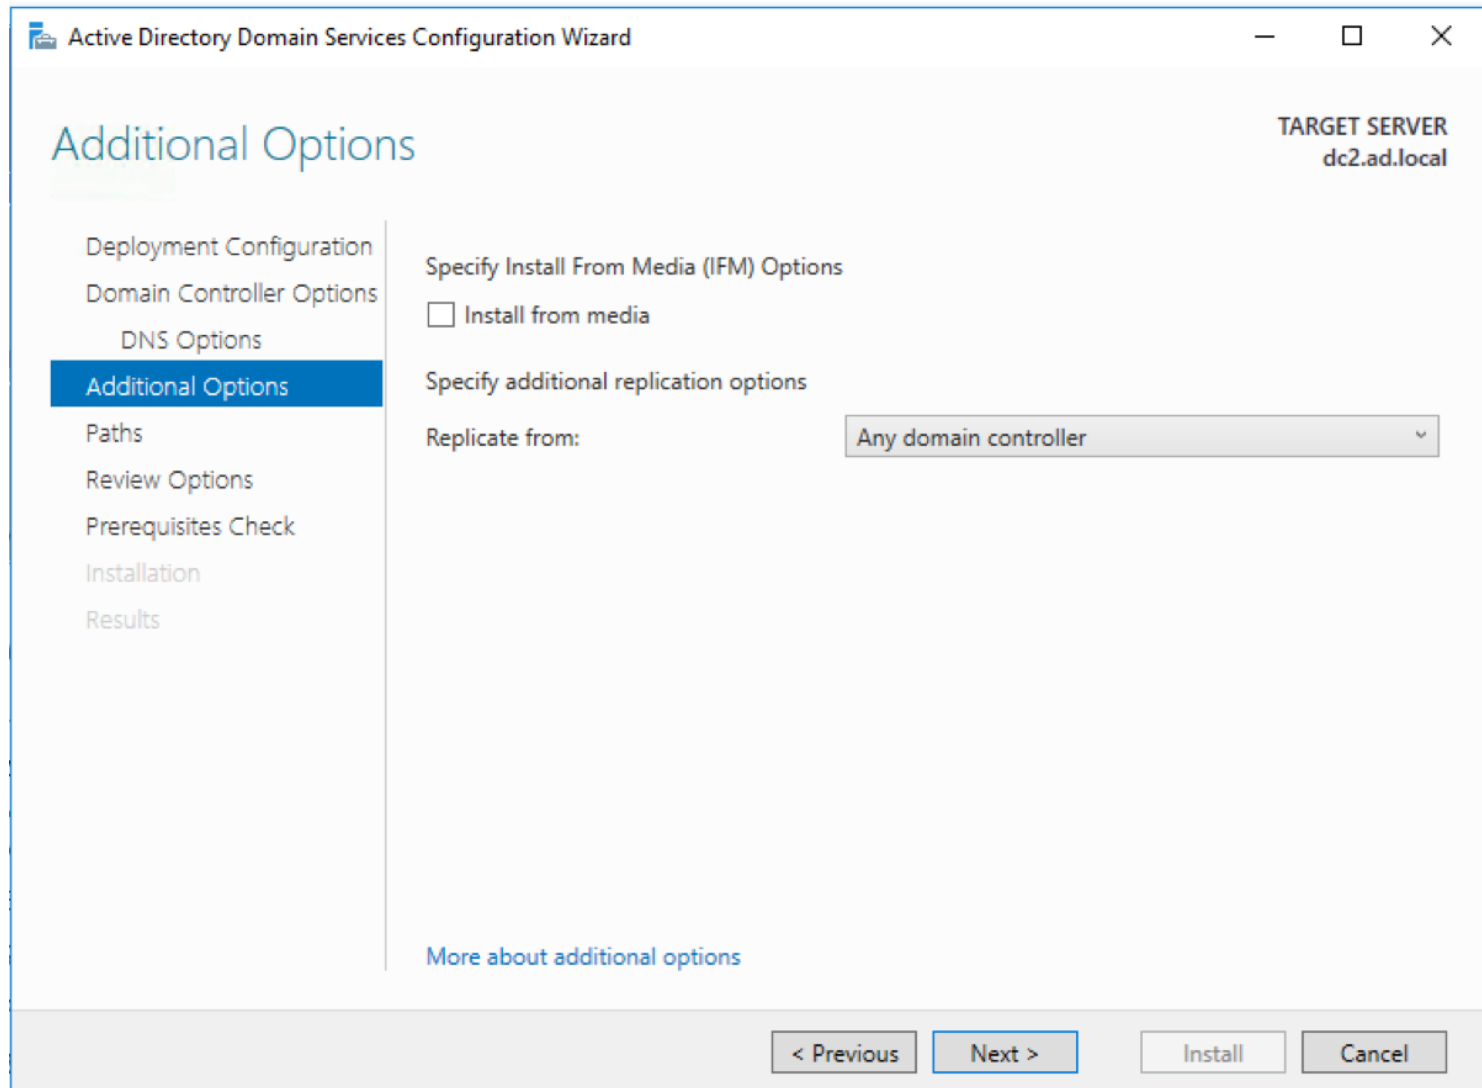 Active Directory Domain Services Configuration Wizard
Additional Options
TARGET SERVER
dc2.ad.local
Deployment Configuration
Domain Controller Options
DNS Options
Additional Options
Paths
Review Options
Prerequisites Check
Installation
Results
Specify Install From Media (IFM) Options
Install from media
Specify additional replication options
Replicate from: Any domain controller
More about additional options
< Previous Next > Install Cancel